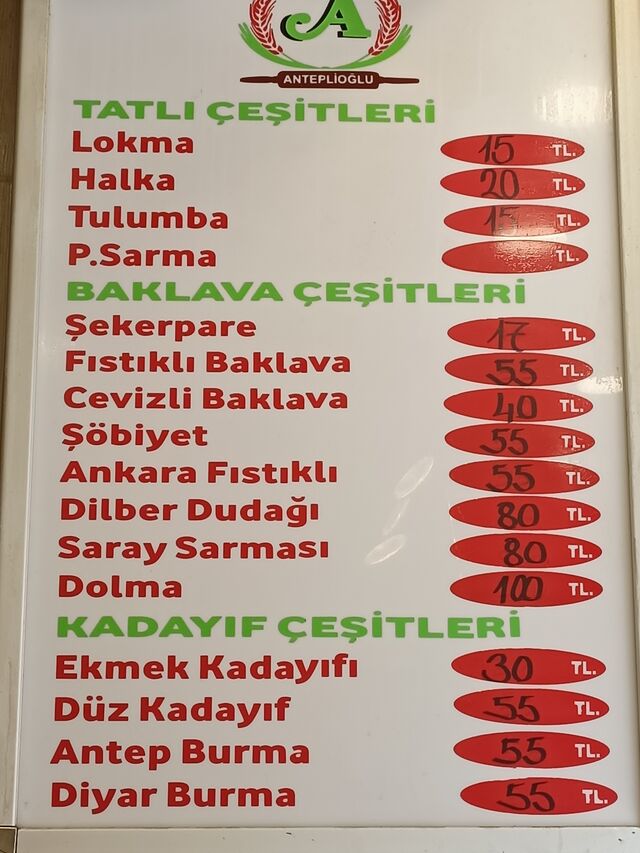 A
ANTEPLİOĞLU
TATLI ÇEŞİTLERİ
Lokma 15 TL.
Halka 20 TL.
Tulumba 15 TL.
P.Sarma TL.
BAKLAVA ÇEŞİTLERİ
Şekerpare 17 TL.
Fıstıklı Baklava 55 TL.
Cevizli Baklava 40 TL.
Şöbiyet 55 TL.
Ankara Fıstıklı 55 TL.
Dilber Dudağı 80 TL.
Saray Sarması 80 TL.
Dolma 100 TL.
KADAYIF ÇEŞİTLERİ
Ekmek Kadayıfı 30 TL.
Düz Kadayıf 55 TL.
Antep Burma 55 TL.
Diyar Burma 55 TL.